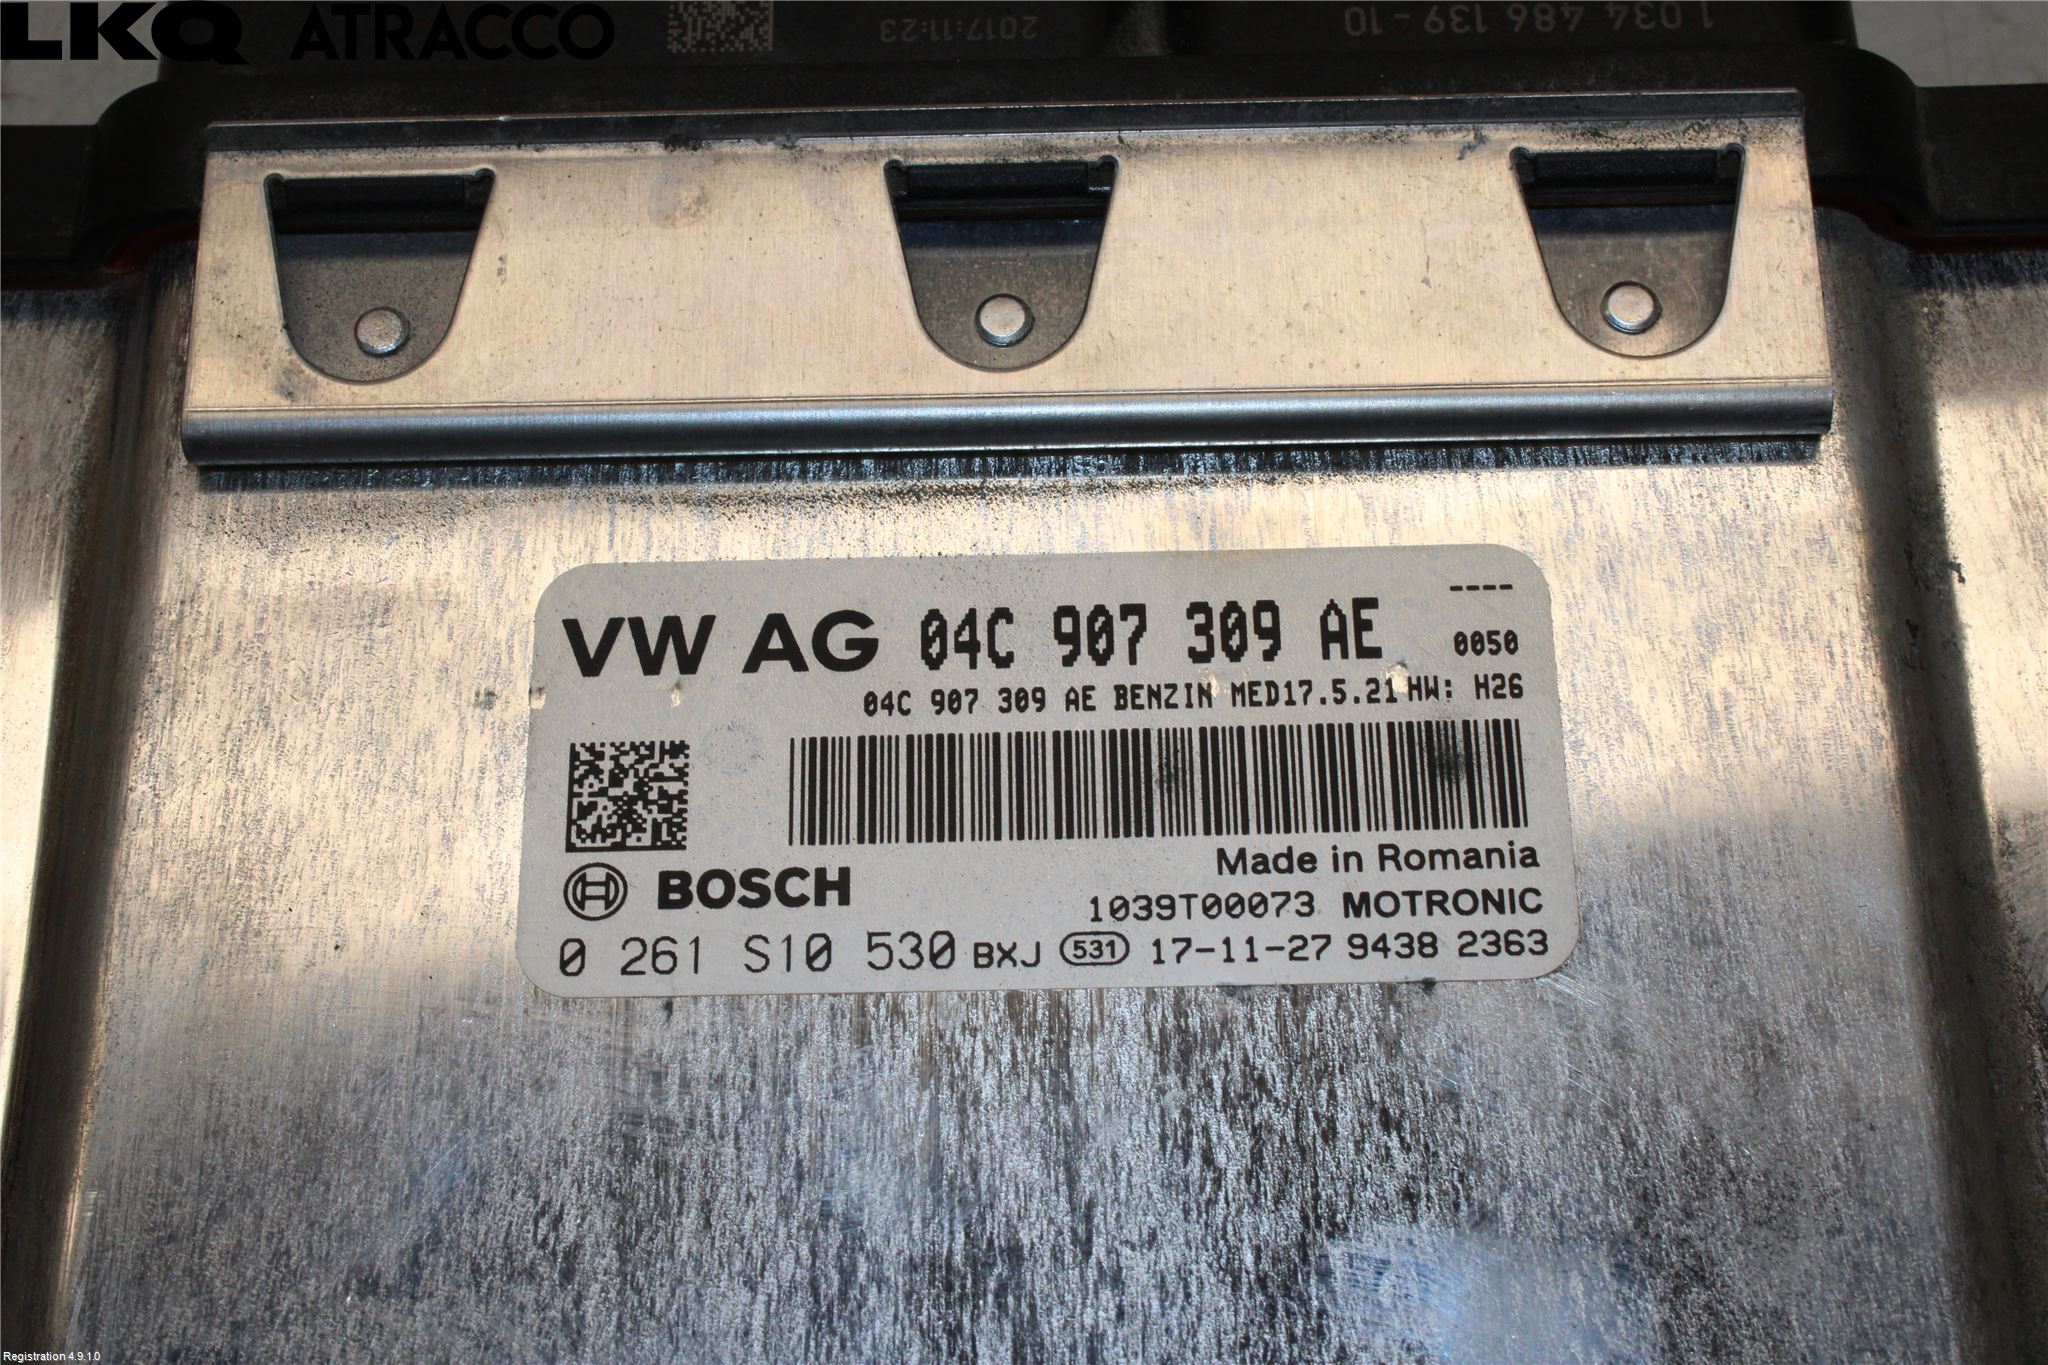 LKQ ATRACCO
2017:11:23
1 034 486 139-10
VW AG 04C 907 309 AE
----
0050
04C 907 309 AE BENZIN MED17.5.21 HW: H26
BOSCH
Made in Romania
1039T00073 MOTRONIC
0 261 S10 530 BXJ 531 17-11-27 9438 2363
Registration 4.9.1.0